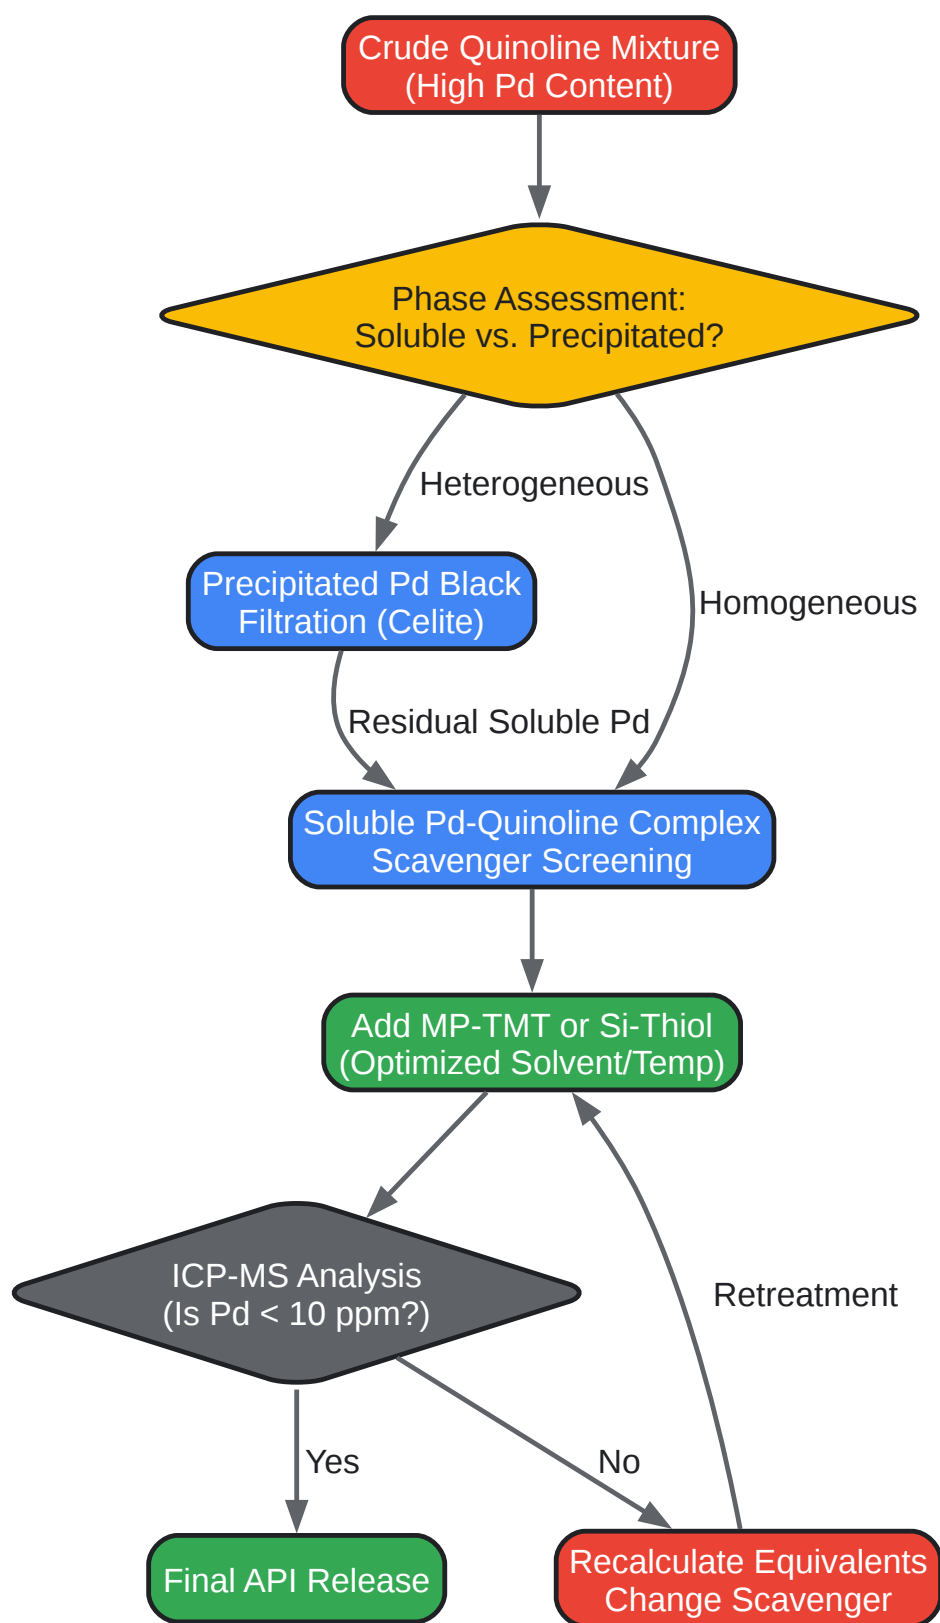 Crude Quinoline Mixture
(High Pd Content)
Phase Assessment:
Soluble vs. Precipitated?
Heterogeneous
Precipitated Pd Black
Filtration (Celite)
Homogeneous
Residual Soluble Pd
Soluble Pd-Quinoline Complex
Scavenger Screening
Add MP-TMT or Si-Thiol
(Optimized Solvent/Temp)
ICP-MS Analysis
(Is Pd < 10 ppm?)
Retreatment
Yes
No
Final API Release
Recalculate Equivalents
Change Scavenger